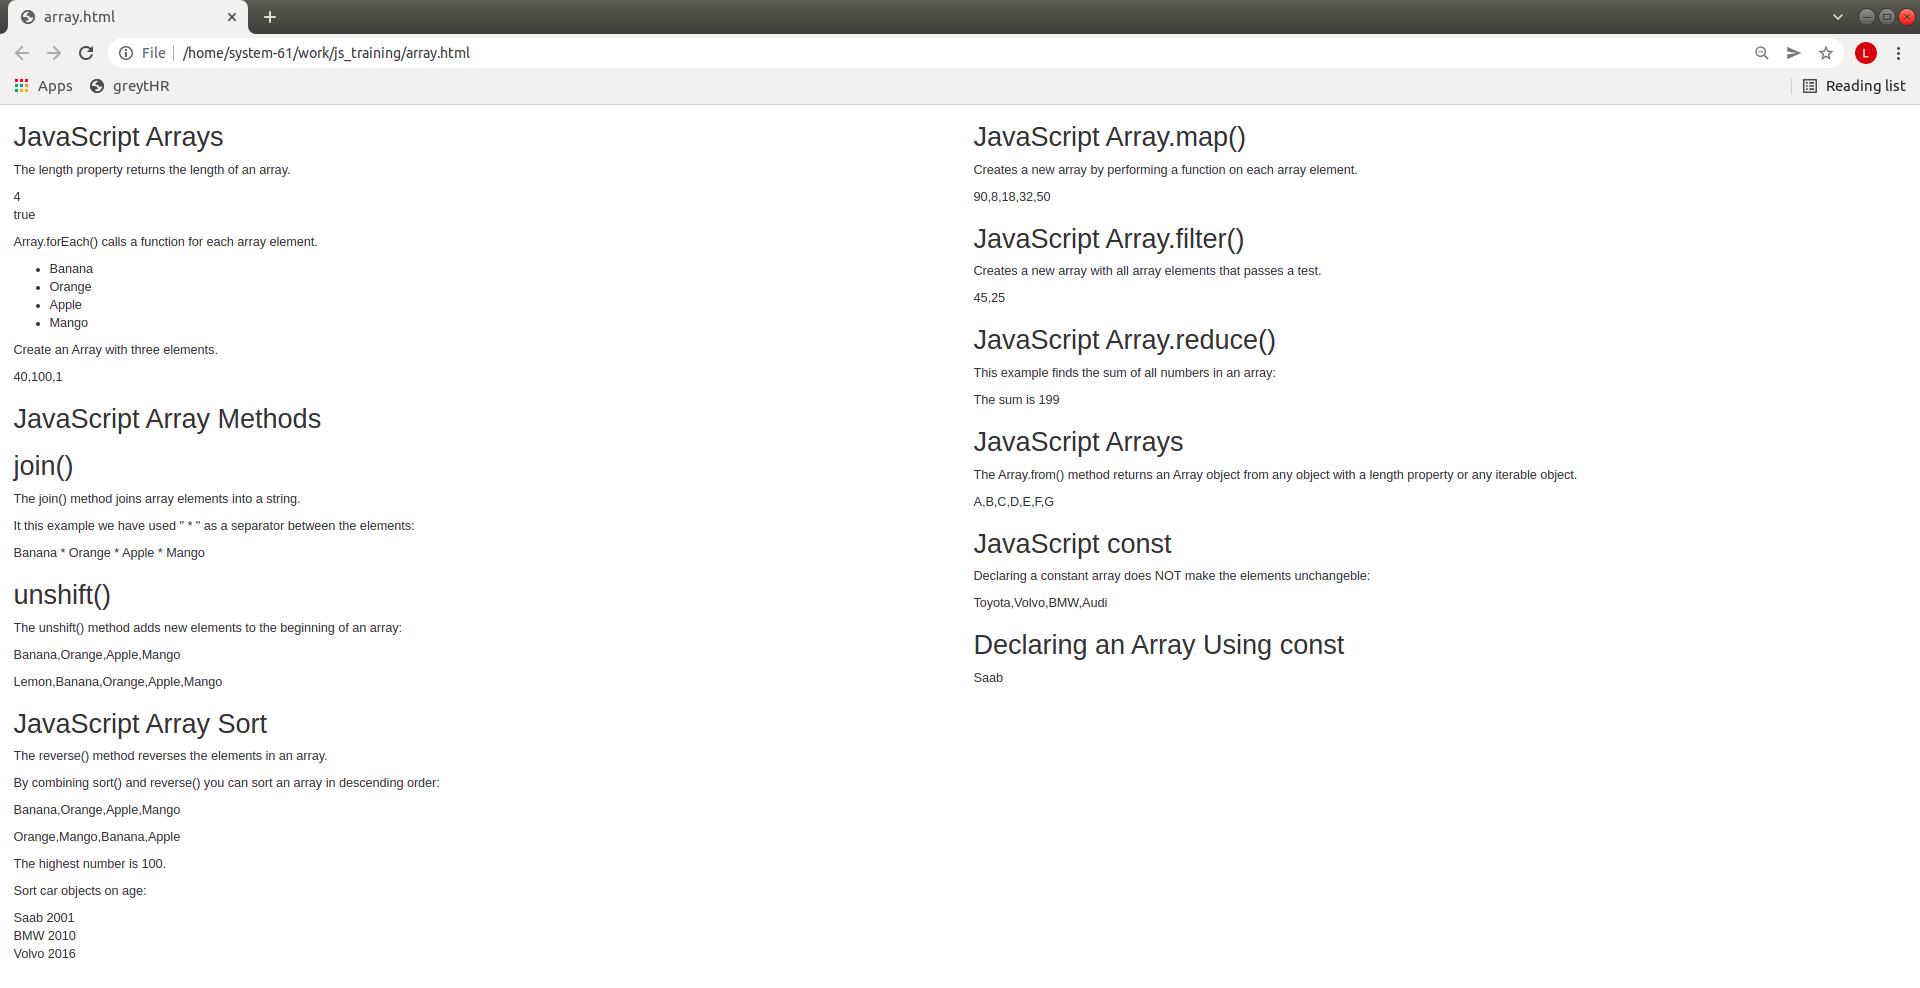 array.html
File
/home/system-61/work/js_training/array.html
L
Apps
greytHR
Reading list
JavaScript Arrays
The length property returns the length of an array.
4
true
Array.forEach() calls a function for each array element.
• Banana
• Orange
• Apple
• Mango
Create an Array with three elements.
40,100,1
JavaScript Array Methods
join()
The join() method joins array elements into a string.
It this example we have used " * " as a separator between the elements:
Banana * Orange * Apple * Mango
unshift()
The unshift() method adds new elements to the beginning of an array:
Banana,Orange,Apple,Mango
Lemon,Banana,Orange,Apple,Mango
JavaScript Array Sort
The reverse() method reverses the elements in an array.
By combining sort() and reverse() you can sort an array in descending order:
Banana,Orange,Apple,Mango
Orange,Mango,Banana,Apple
The highest number is 100.
Sort car objects on age:
Saab 2001
BMW 2010
Volvo 2016
JavaScript Array.map()
Creates a new array by performing a function on each array element.
90,8,18,32,50
JavaScript Array.filter()
Creates a new array with all array elements that passes a test.
45,25
JavaScript Array.reduce()
This example finds the sum of all numbers in an array:
The sum is 199
JavaScript Arrays
The Array.from() method returns an Array object from any object with a length property or any iterable object.
A,B,C,D,E,F,G
JavaScript const
Declaring a constant array does NOT make the elements unchangeble:
Toyota,Volvo,BMW,Audi
Declaring an Array Using const
Saab